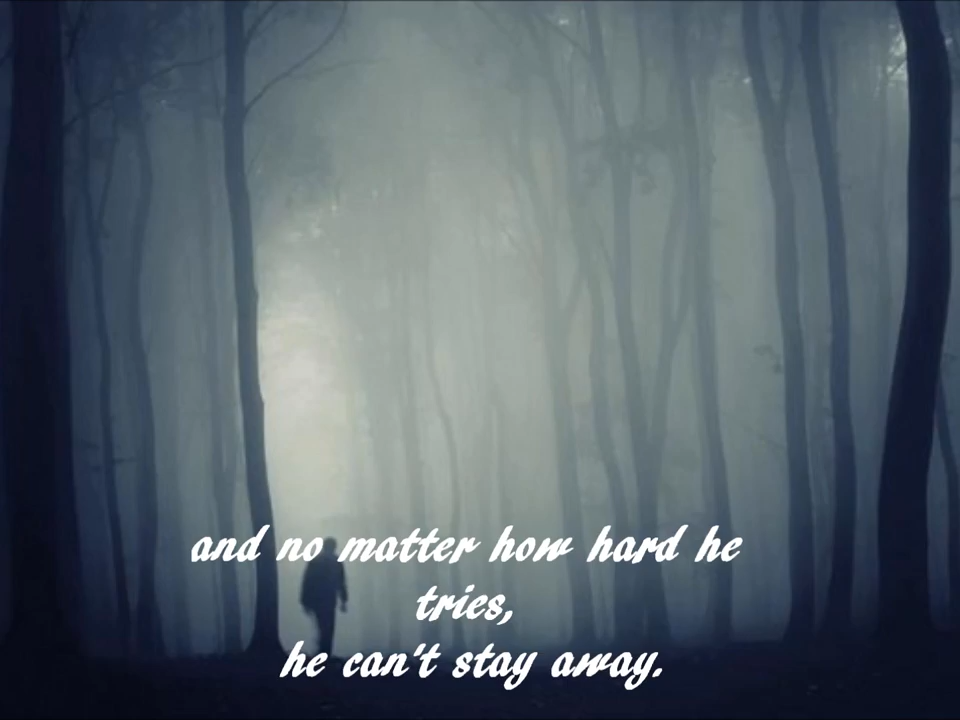 and no matter how hard he
tries,
he can't stay away.